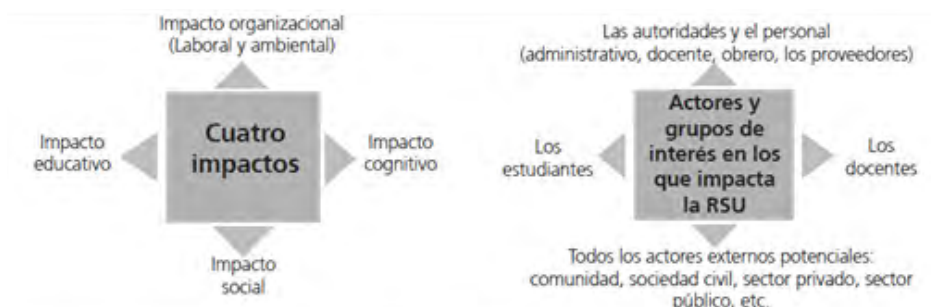 Impacto organizacional
(Laboral y ambiental)
Impacto
educativo
Cuatro
impactos
Impacto
cognitivo
Impacto
social
Las autoridades y el personal
(administrativo, docente, obrero, los proveedores)
Los
estudiantes
Actores y
grupos de
interés en los
que impacta
la RSU
Los
docentes
Todos los actores externos potenciales:
comunidad, sociedad civil, sector privado, sector
público, etc.